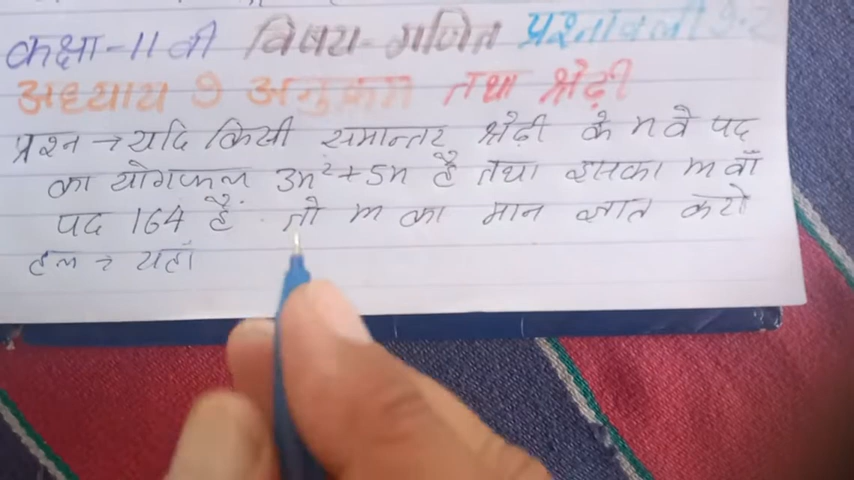 कक्षा-11 वी विषय-गणित प्रश्नावली 9.2
अध्याय 9 अनुक्रम तथा श्रेढ़ी
प्रश्न → यदि किसी समान्तर श्रेढ़ी के n वे पद
का योगफल 3n²+5n है तथा इसका m वाँ
पद 164 है. तो m का मान ज्ञात करो
हल → यहाँ